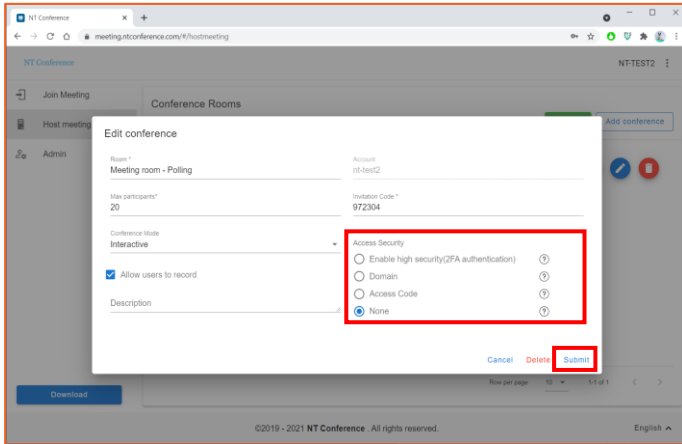 NT Conference
meeting.ntconference.com/#/hostmeeting
NT Conference
NT-TEST2
Join Meeting
Host meeting
Admin
Conference Rooms
Add conference
Edit conference
Room *
Meeting room - Polling
Account
nt-test2
Max participants*
20
Invitation Code *
972304
Conference Mode
Interactive
Access Security
Enable high security(2FA authentication)
Domain
Access Code
None
Allow users to record
Description
Cancel
Delete
Submit
Row per page
10
1-1 of 1
Download
©2019 - 2021 NT Conference . All rights reserved.
English